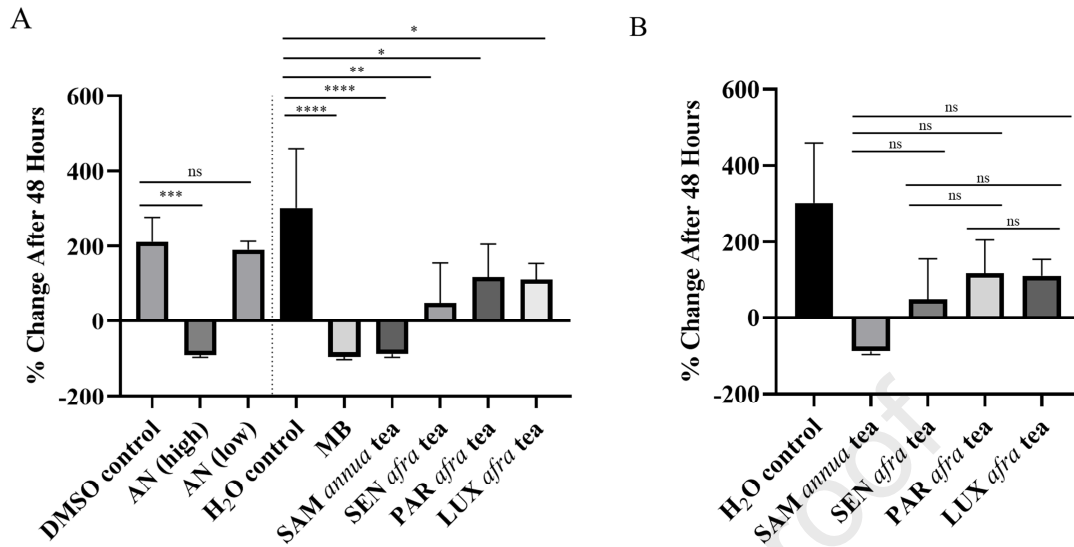 A
% Change After 48 Hours
600
400
200
0
-200
ns
***
*
*
**
****
****
DMSO control
AN (high)
AN (low)
H₂O control
MB
SAM annua tea
SEN afra tea
PAR afra tea
LUX afra tea
B
% Change After 48 Hours
600
400
200
0
-200
ns
ns
ns
ns
ns
ns
H₂O control
SAM annua tea
SEN afra tea
PAR afra tea
LUX afra tea
roof